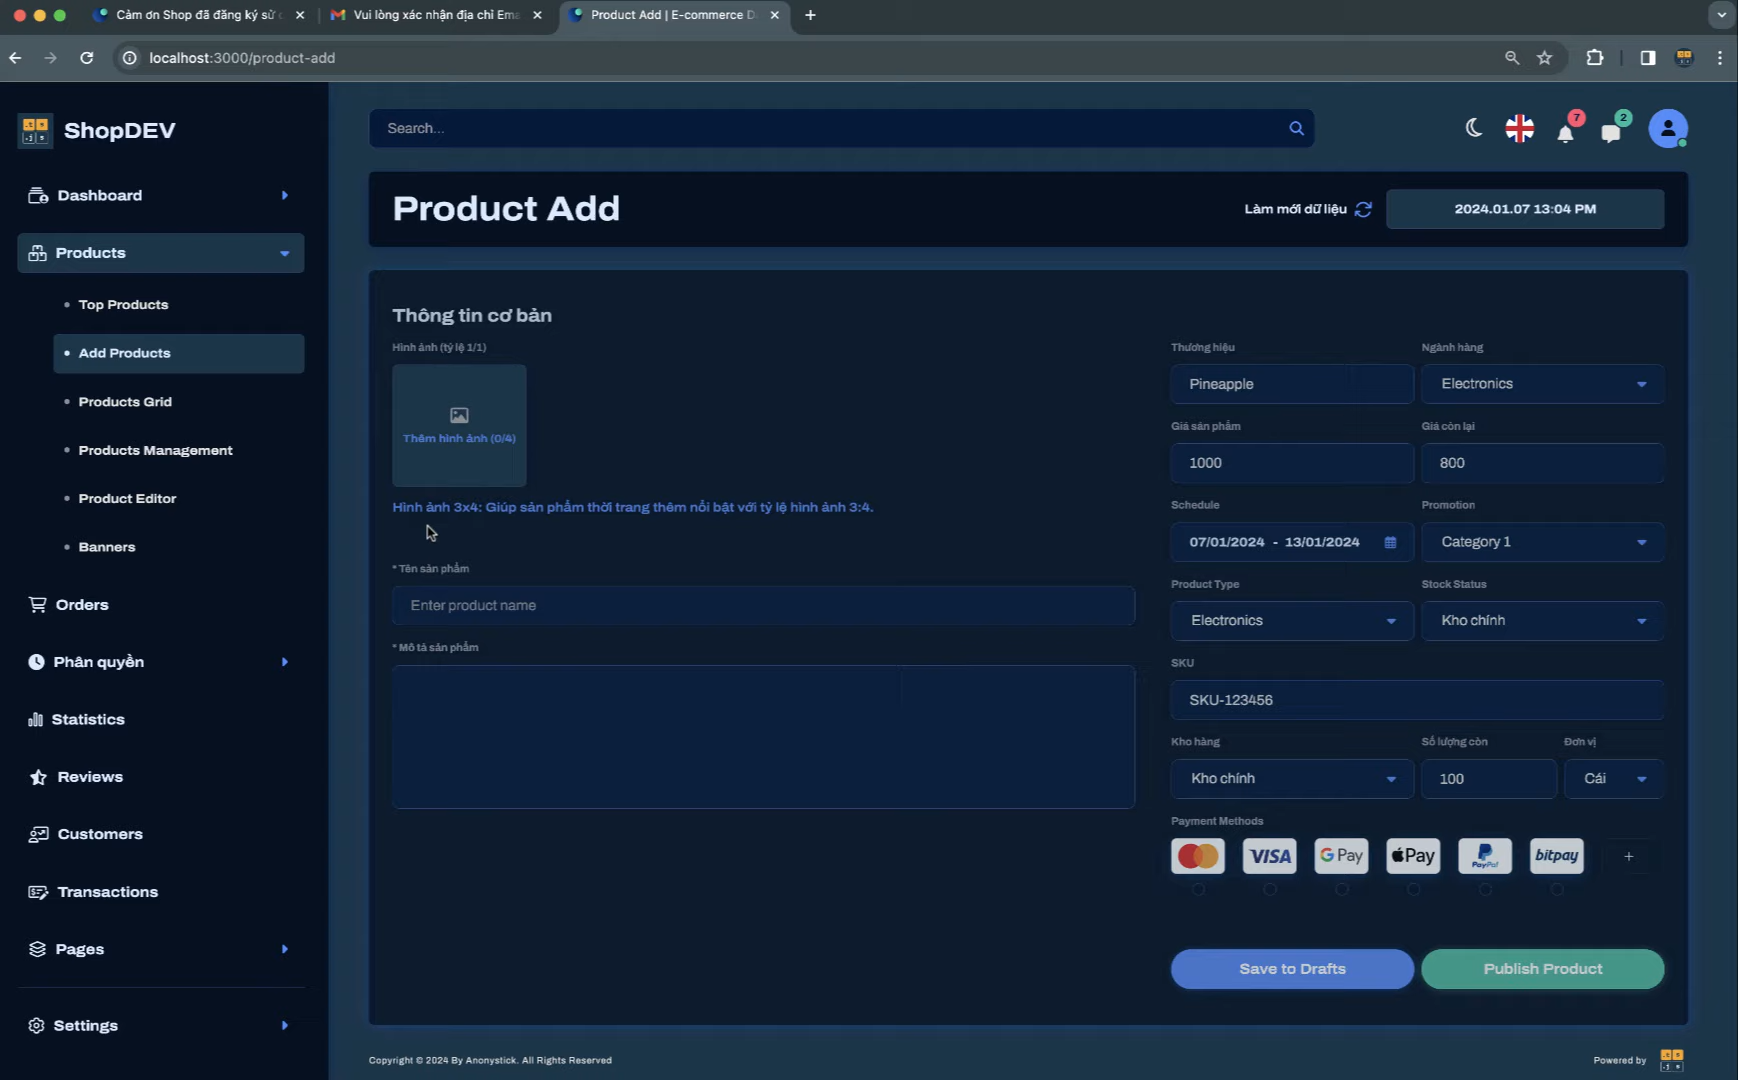 Cảm ơn Shop đã đăng ký sử
Vui lòng xác nhận địa chỉ Ema
Product Add | E-commerce D
localhost:3000/product-add
ShopDEV
Search...
7
2
Dashboard
Products
Top Products
Add Products
Products Grid
Products Management
Product Editor
Banners
Orders
Phân quyền
Statistics
Reviews
Customers
Transactions
Pages
Settings
Product Add
Làm mới dữ liệu
2024.01.07 13:04 PM
Thông tin cơ bản
Hình ảnh (tỷ lệ 1/1)
Thêm hình ảnh (0/4)
Hình ảnh 3x4: Giúp sản phẩm thời trang thêm nổi bật với tỷ lệ hình ảnh 3:4.
* Tên sản phẩm
Enter product name
* Mô tả sản phẩm
Thương hiệu
Ngành hàng
Pineapple
Electronics
Giá sản phẩm
Giá còn lại
1000
800
Schedule
Promotion
07/01/2024 - 13/01/2024
Category 1
Product Type
Stock Status
Electronics
Kho chính
SKU
SKU-123456
Kho hàng
Số lượng còn
Đơn vị
Kho chính
100
Cái
Payment Methods
VISA
G Pay
Pay
PayPal
bitpay
+
Save to Drafts
Publish Product
Copyright © 2024 By Anonystick. All Rights Reserved
Powered by